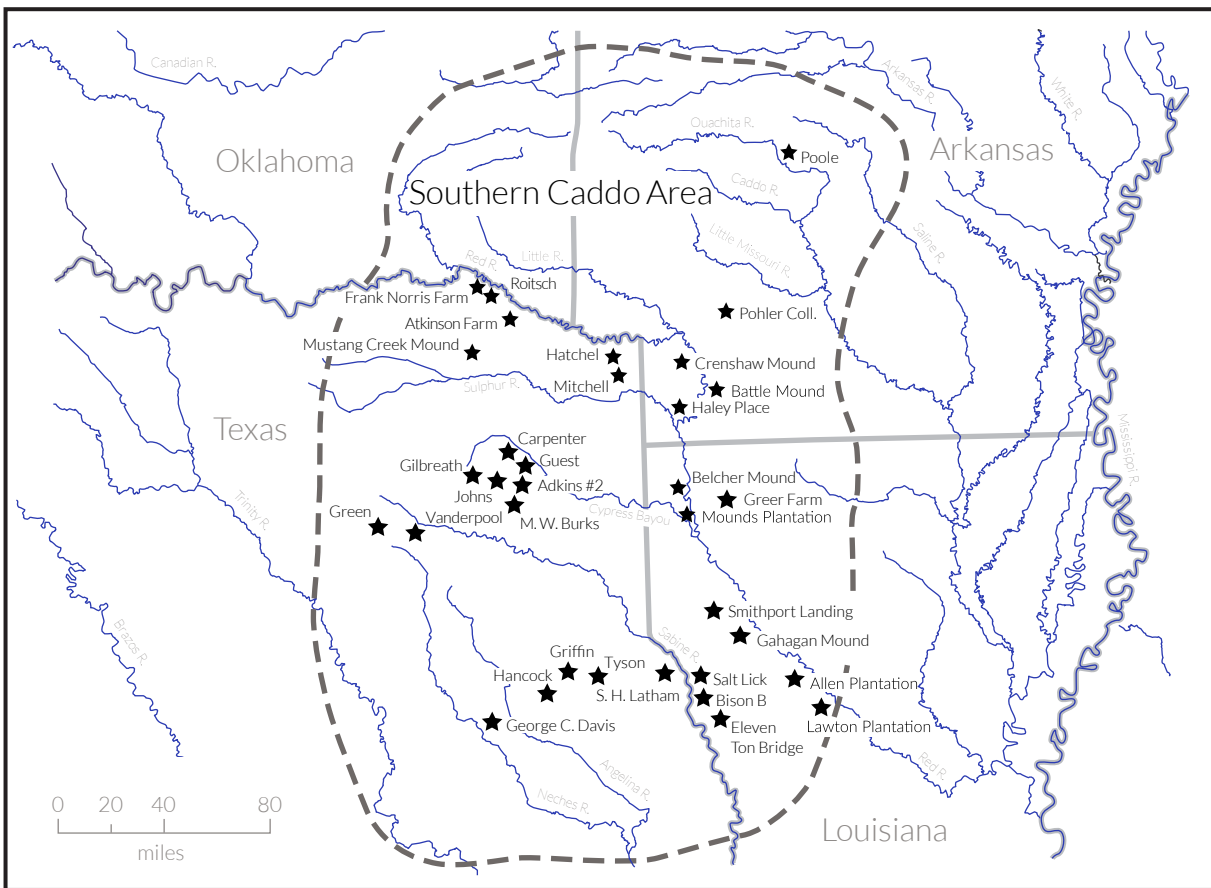 Canadian R.
Arkansas R.
White R.
Ouachita R.
Oklahoma
Arkansas
Poole
Southern Caddo Area
Caddo R.
Little Missouri R.
Saline R.
Red R.
Little R.
Roitsch
Frank Norris Farm
Pohler Coll.
Atkinson Farm
Mustang Creek Mound
Hatchel
Crenshaw Mound
Mitchell
Sulphur R.
Battle Mound
Haley Place
Texas
Mississippi R.
Carpenter
Guest
Gilbreath
Adkins #2
Johns
Belcher Mound
Greer Farm
Cypress Bayou
Mounds Plantation
Green
Vanderpool
M. W. Burks
Trinity R.
Brazos R.
Smithport Landing
Gahagan Mound
Sabine R.
Griffin
Tyson
Hancock
S. H. Latham
Salt Lick
Allen Plantation
Bison B
George C. Davis
Eleven
Ton Bridge
Lawton Plantation
Angelina R.
Neches R.
Red R.
0 20 40 80
miles
Louisiana